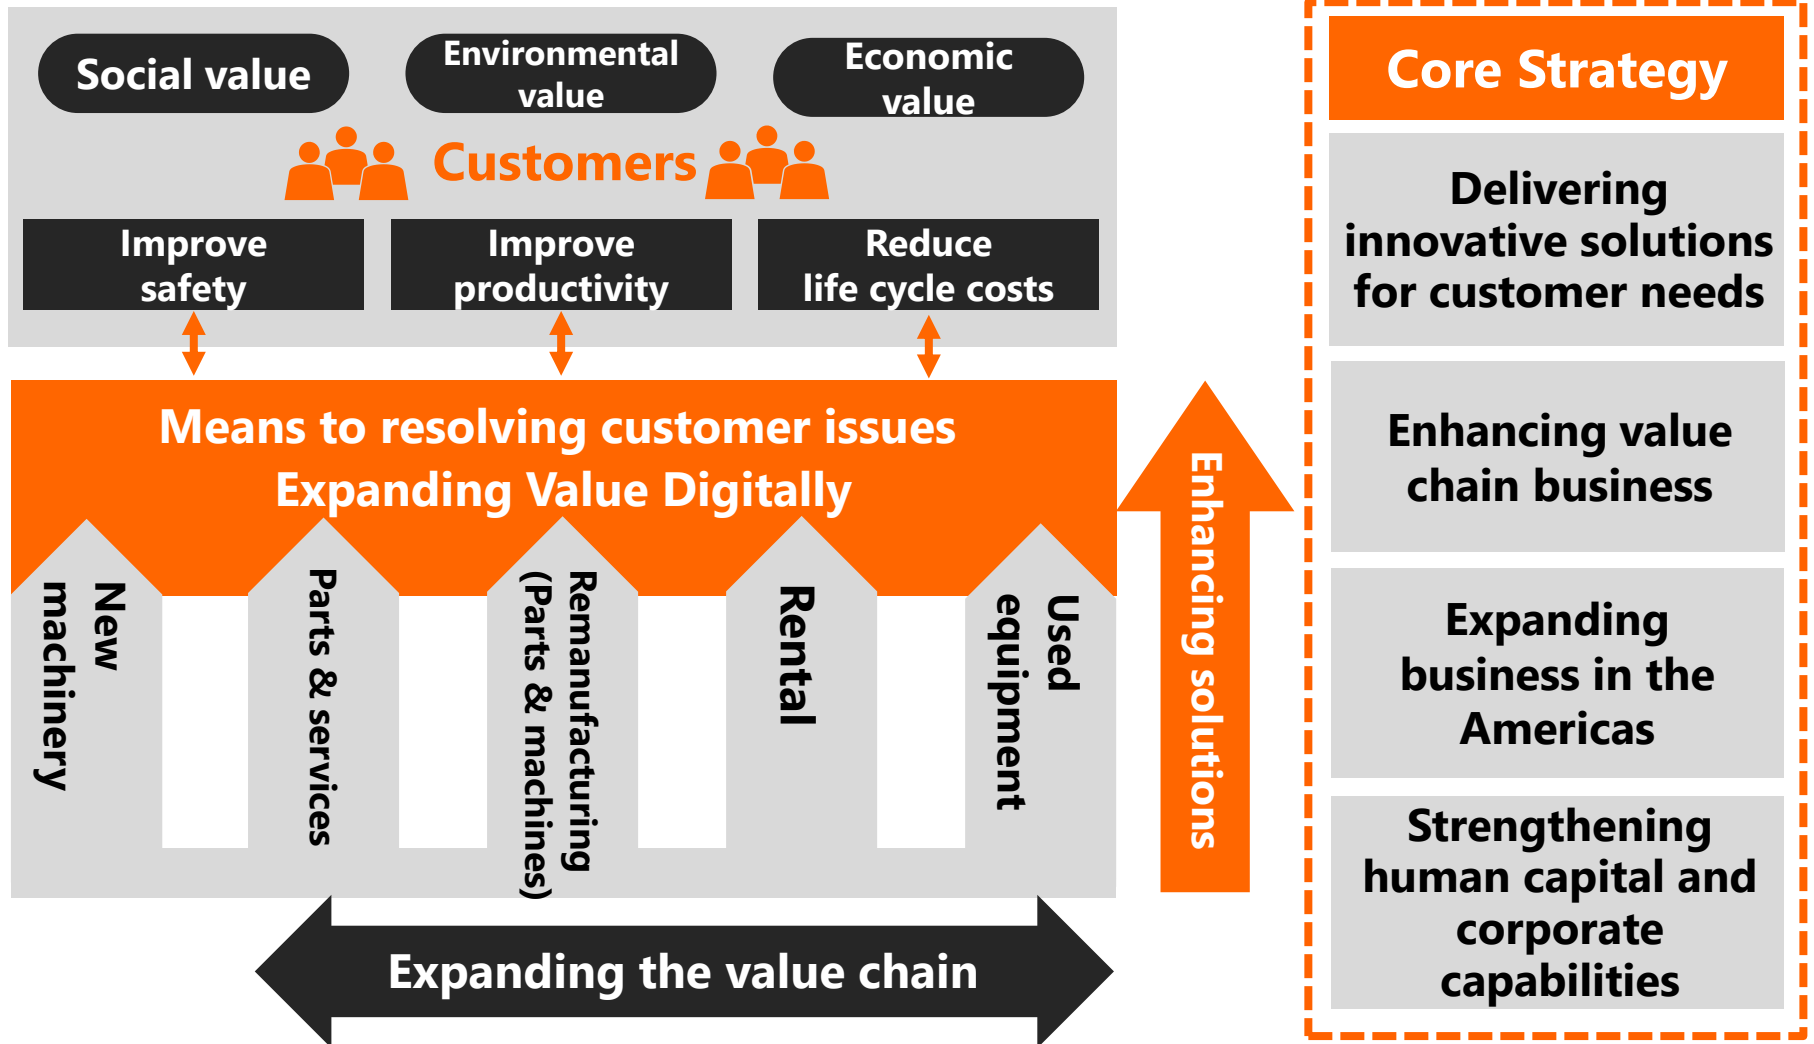 Social value
Environmental
value
Economic
value
Customers
Improve
safety
Improve
productivity
Reduce
life cycle costs
Means to resolving customer issues
Expanding Value Digitally
New
machinery
Parts & services
Remanufacturing
(Parts & machines)
Rental
Used
equipment
Expanding the value chain
Enhancing solutions
Core Strategy
Delivering
innovative solutions
for customer needs
Enhancing value
chain business
Expanding
business in the
Americas
Strengthening
human capital and
corporate
capabilities